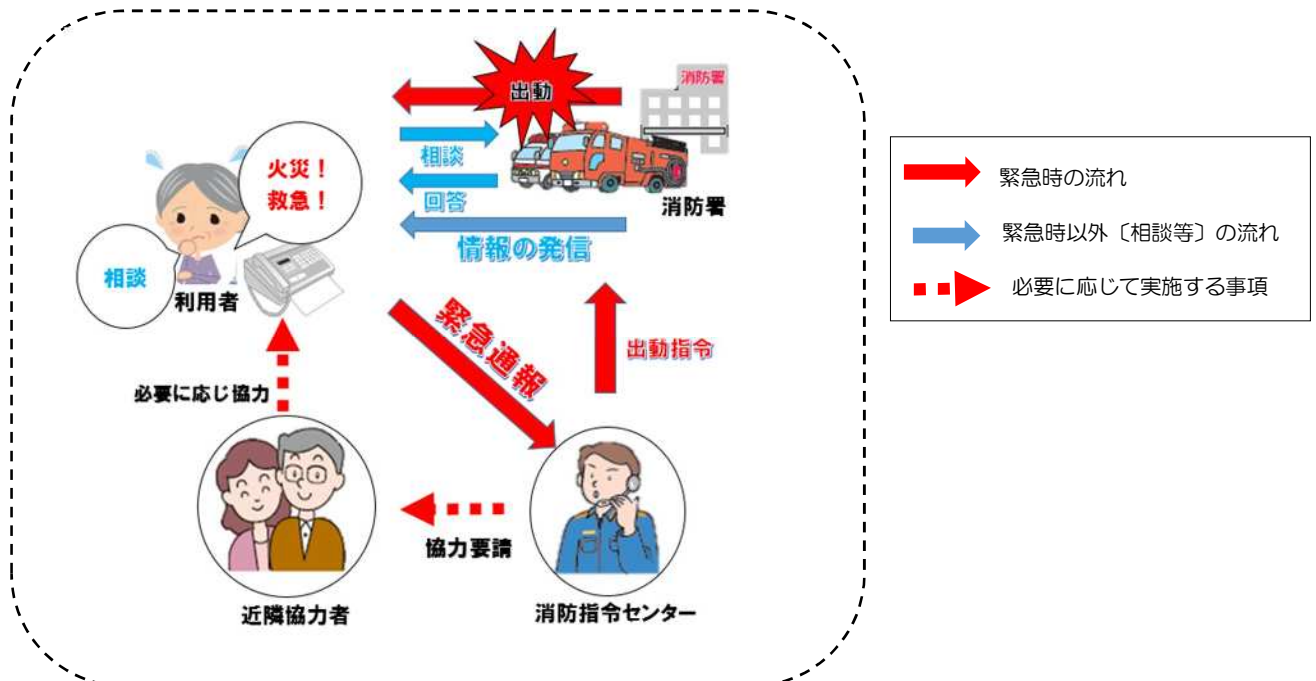 出動
消防署
相談
回答
消防署
情報の発信
火災！
救急！
相談
利用者
緊急通報
出動指令
必要に応じ協力
協力要請
近隣協力者
消防指令センター
緊急時の流れ
緊急時以外〔相談等〕の流れ
必要に応じて実施する事項